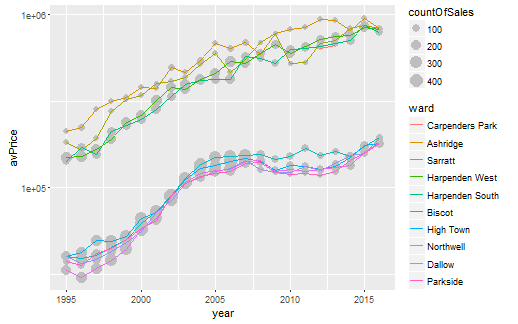 1e+06
1e+05
avPrice
1995
2000
2005
2010
2015
year
countOfSales
100
200
300
400
ward
Carpenders Park
Ashridge
Sarratt
Harpenden West
Harpenden South
Biscot
High Town
Northwell
Dallow
Parkside